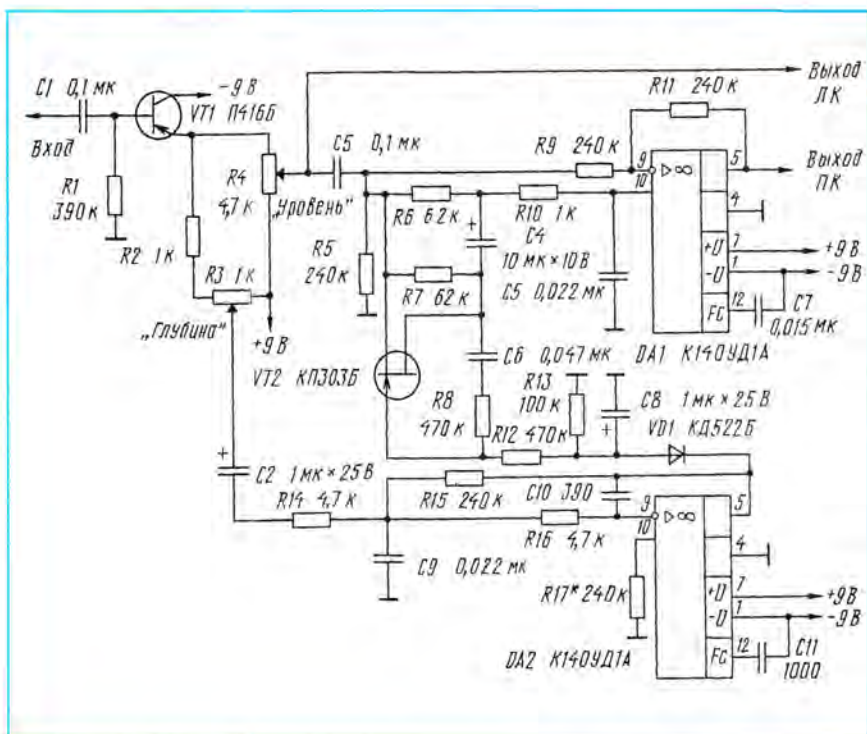 C1 0,1 мк
-9 В
VT1 П416Б
Вход
R1
390 к
R2 1 к
R3 1 к
„Глубина"
R4
4,7 к
„Уровень"
+9 В
C5 0,1 мк
R5
240 к
R6 62 к
R7 62 к
VT2 КП303Б
R8
470 к
R9
240 к
R10 1 к
C4
10 мк × 10 В
C5 0,022 мк
C6 0,047 мк
R11 240 к
Выход
ЛК
Выход
ПК
9
10
▷∞
5
4
+U
7
+9 В
-U
1
-9 В
FC
12
C7
0,015 мк
DA1 К140УД1А
R12 470 к
R13
100 к
C8 1 мк × 25 В
VD1 КД522Б
C2 1 мк × 25 В
R14 4,7 к
R15 240 к
C10 390
R16 4,7 к
C9 0,022 мк
R17* 240 к
9
10
▷∞
5
4
+U
7
+9 В
-U
1
-9 В
FC
12
C11
1000
DA2 К140УД1А